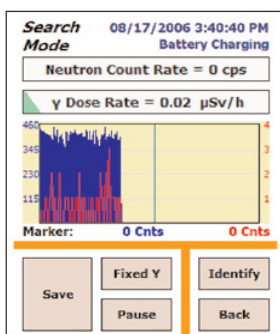 Search 08/17/2006 3:40:40 PM
Mode Battery Charging
Neutron Count Rate = 0 cps
γ Dose Rate = 0.02 μSv/h
460 4
345 3
230 2
115 1
Marker: 0 Cnts 0 Cnts
Save
Fixed Y
Identify
Pause
Back